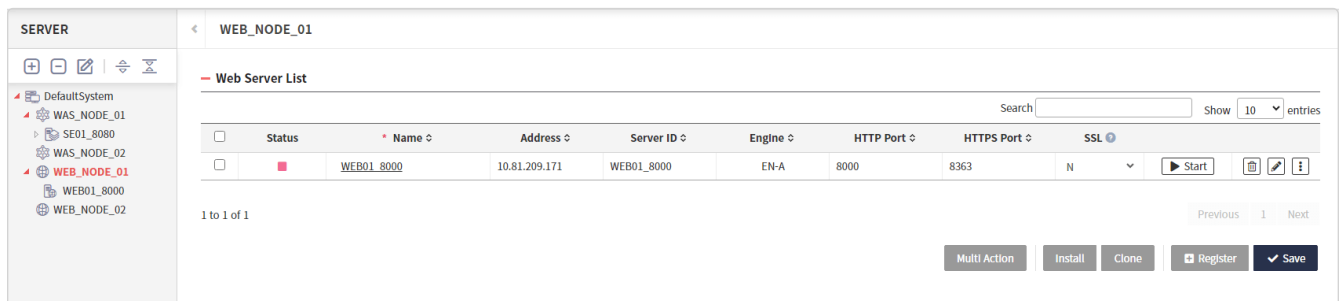 SERVER
WEB_NODE_01
DefaultSystem
WAS_NODE_01
SE01_8080
WAS_NODE_02
WEB_NODE_01
WEB01_8000
WEB_NODE_02
Web Server List
Search Show 10 entries
Status * Name Address Server ID Engine HTTP Port HTTPS Port SSL
WEB01_8000 10.81.209.171 WEB01_8000 EN-A 8000 8363 N Start
1 to 1 of 1
Previous 1 Next
Multi Action Install Clone Register Save